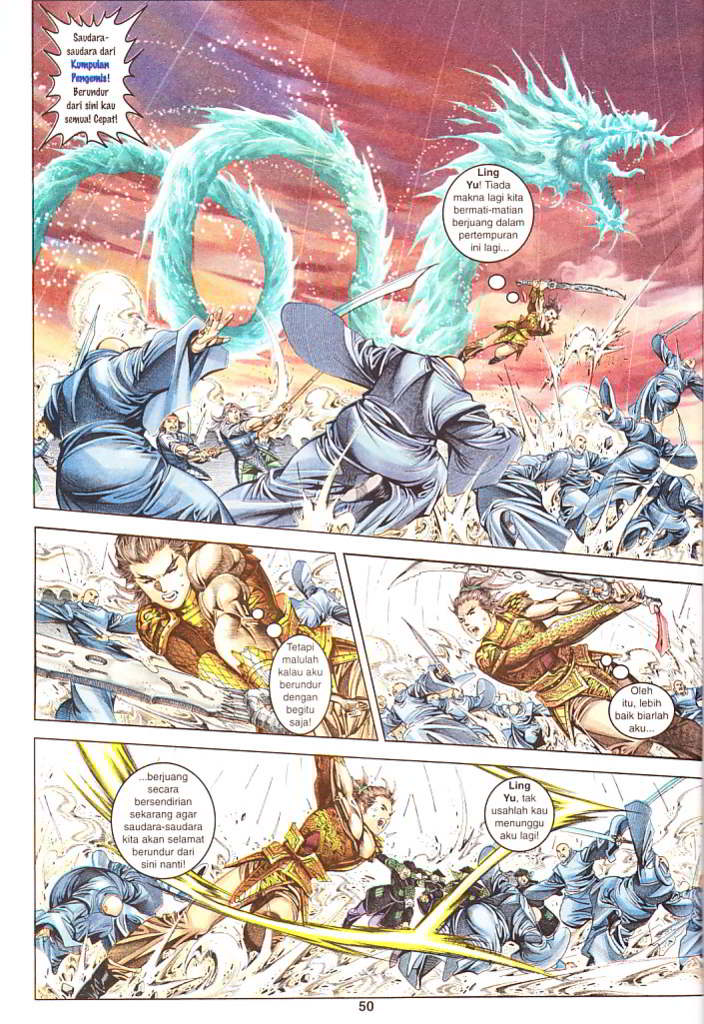 Saudara-
saudara dari
Kumpulan
Pengemis!
Berundur
dari sini kau
semua! Cepat!
Ling
Yu! Tiada
makna lagi kita
bermati-matian
berjuang dalam
pertempuran
ini lagi...
Tetapi
malulah
kalau aku
berundur
dengan
begitu
saja!
Oleh
itu, lebih
baik biarlah
aku...
...berjuang
secara
bersendirian
sekarang agar
saudara-saudara
kita akan selamat
berundur dari
sini nanti!
Ling
Yu, tak
usahlah kau
menunggu
aku lagi!
50